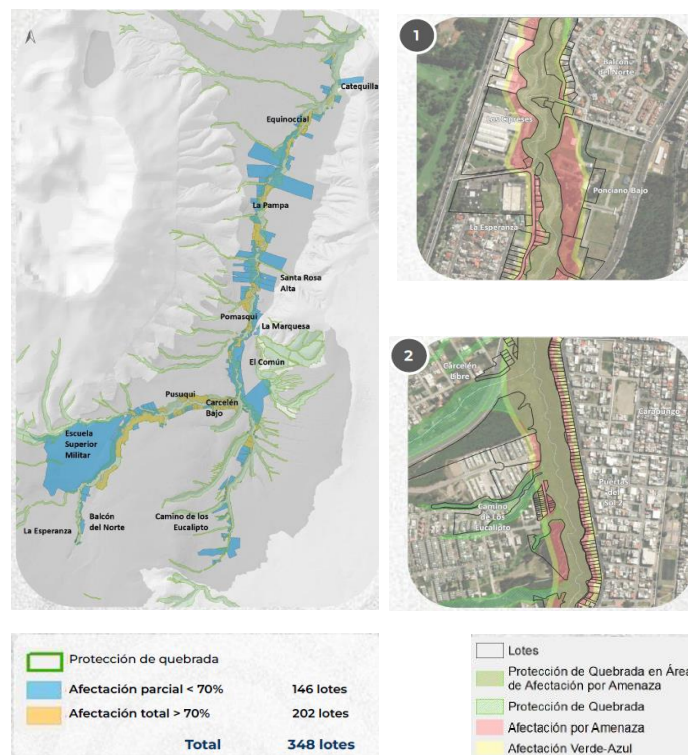 Catequilla
Equinoccial
La Pampa
Santa Rosa
Alta
Pomasqui
La Marquesa
El Común
Pusuquí
Carcelén
Bajo
Escuela
Superior
Militar
La Esperanza
Balcón
del Norte
Camino de los
Eucalipto
1
Balcón
del Norte
Los Cipreses
Ponciano Bajo
La Esperanza
2
Carcelén
Libre
Carapungo
Puertas
del
Sol
Camino
de Los
Eucalipto
Protección de quebrada
Afectación parcial < 70% 146 lotes
Afectación total > 70% 202 lotes
Total 348 lotes
Lotes
Protección de Quebrada en Área
de Afectación por Amenaza
Protección de Quebrada
Afectación por Amenaza
Afectación Verde-Azul